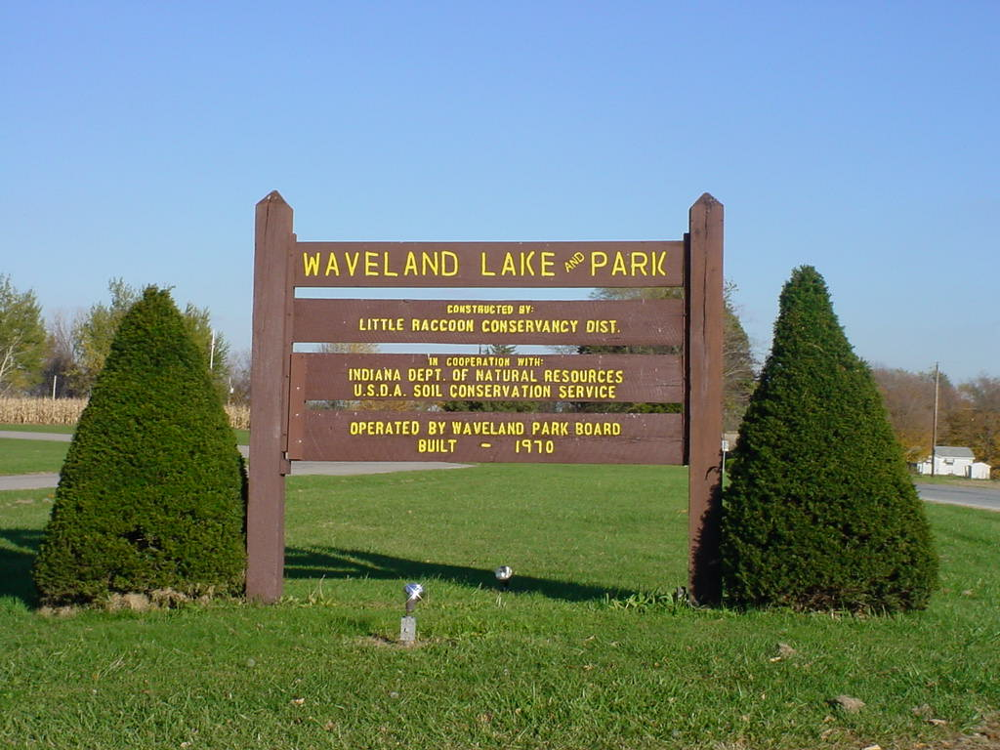 WAVELAND LAKE AND PARK
CONSTRUCTED BY:
LITTLE RACCOON CONSERVANCY DIST.
IN COOPERATION WITH:
INDIANA DEPT. OF NATURAL RESOURCES
U.S.D.A. SOIL CONSERVATION SERVICE
OPERATED BY WAVELAND PARK BOARD
BUILT - 1970